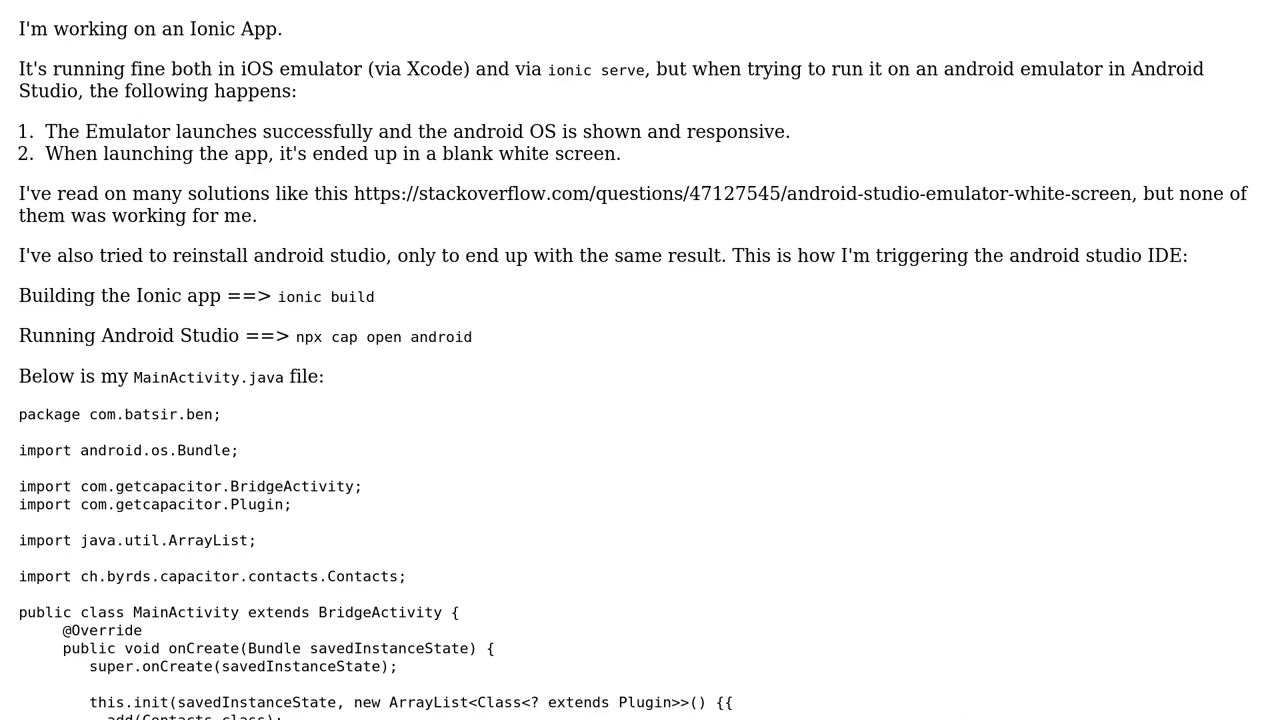 I'm working on an Ionic App.
It's running fine both in iOS emulator (via Xcode) and via ionic serve, but when trying to run it on an android emulator in Android
Studio, the following happens:
1. The Emulator launches successfully and the android OS is shown and responsive.
2. When launching the app, it's ended up in a blank white screen.
I've read on many solutions like this https://stackoverflow.com/questions/47127545/android-studio-emulator-white-screen, but none of
them was working for me.
I've also tried to reinstall android studio, only to end up with the same result. This is how I'm triggering the android studio IDE:
Building the Ionic app ==> ionic build
Running Android Studio ==> npx cap open android
Below is my MainActivity.java file:
package com.batsir.ben;
import android.os.Bundle;
import com.getcapacitor.BridgeActivity;
import com.getcapacitor.Plugin;
import java.util.ArrayList;
import ch.byrds.capacitor.contacts.Contacts;
public class MainActivity extends BridgeActivity {
@Override
public void onCreate(Bundle savedInstanceState) {
super.onCreate(savedInstanceState);
this.init(savedInstanceState, new ArrayList<Class<? extends Plugin>>() {{
add(Contacts.class);